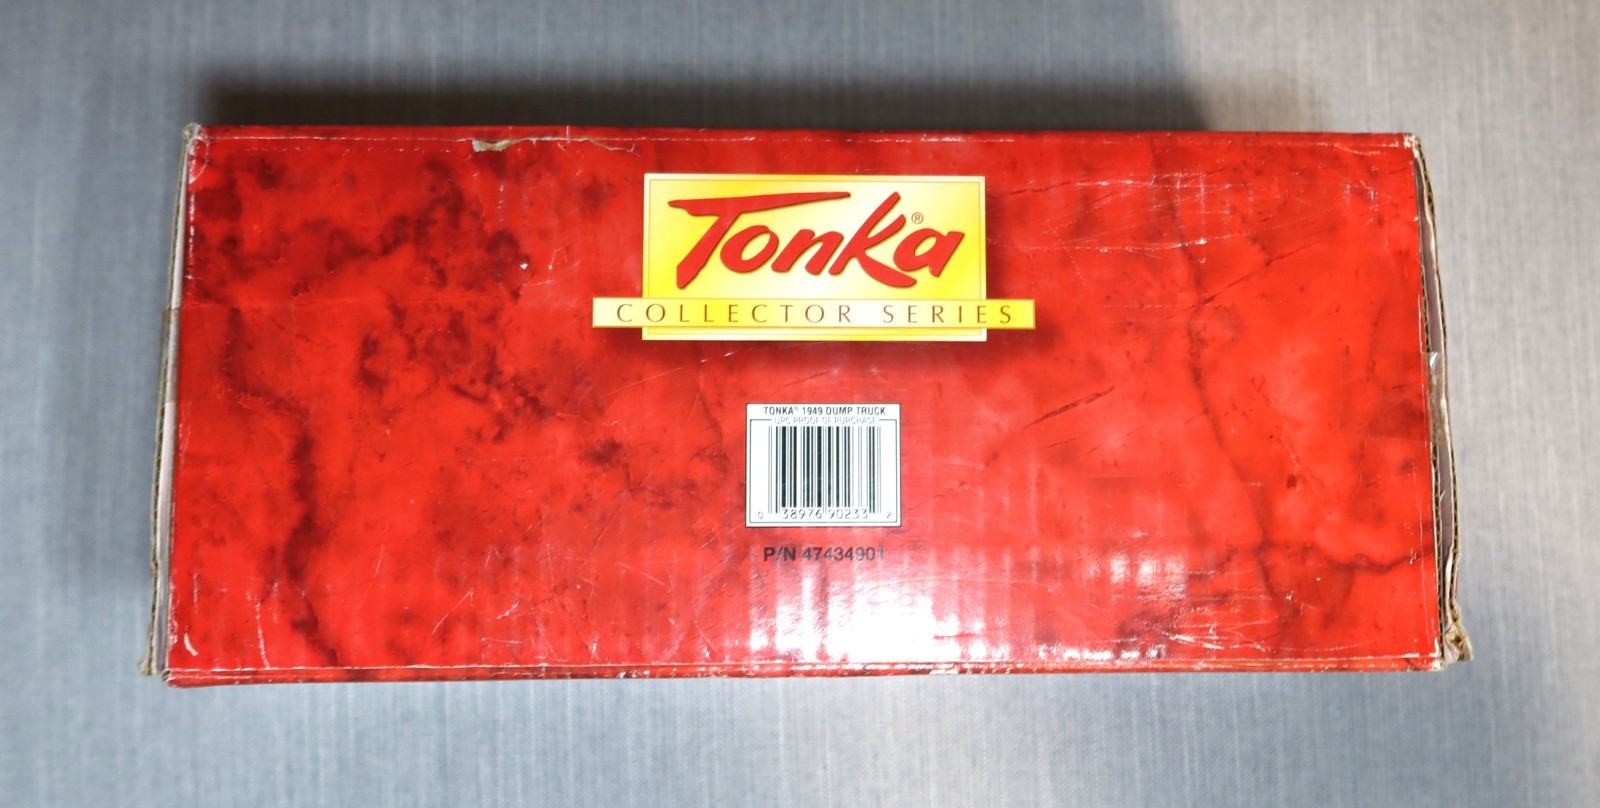 Tonka®
COLLECTOR SERIES
TONKA® 1949 DUMP TRUCK
UPC PROOF OF PURCHASE
0 38976 90233 2
P/N 47434901